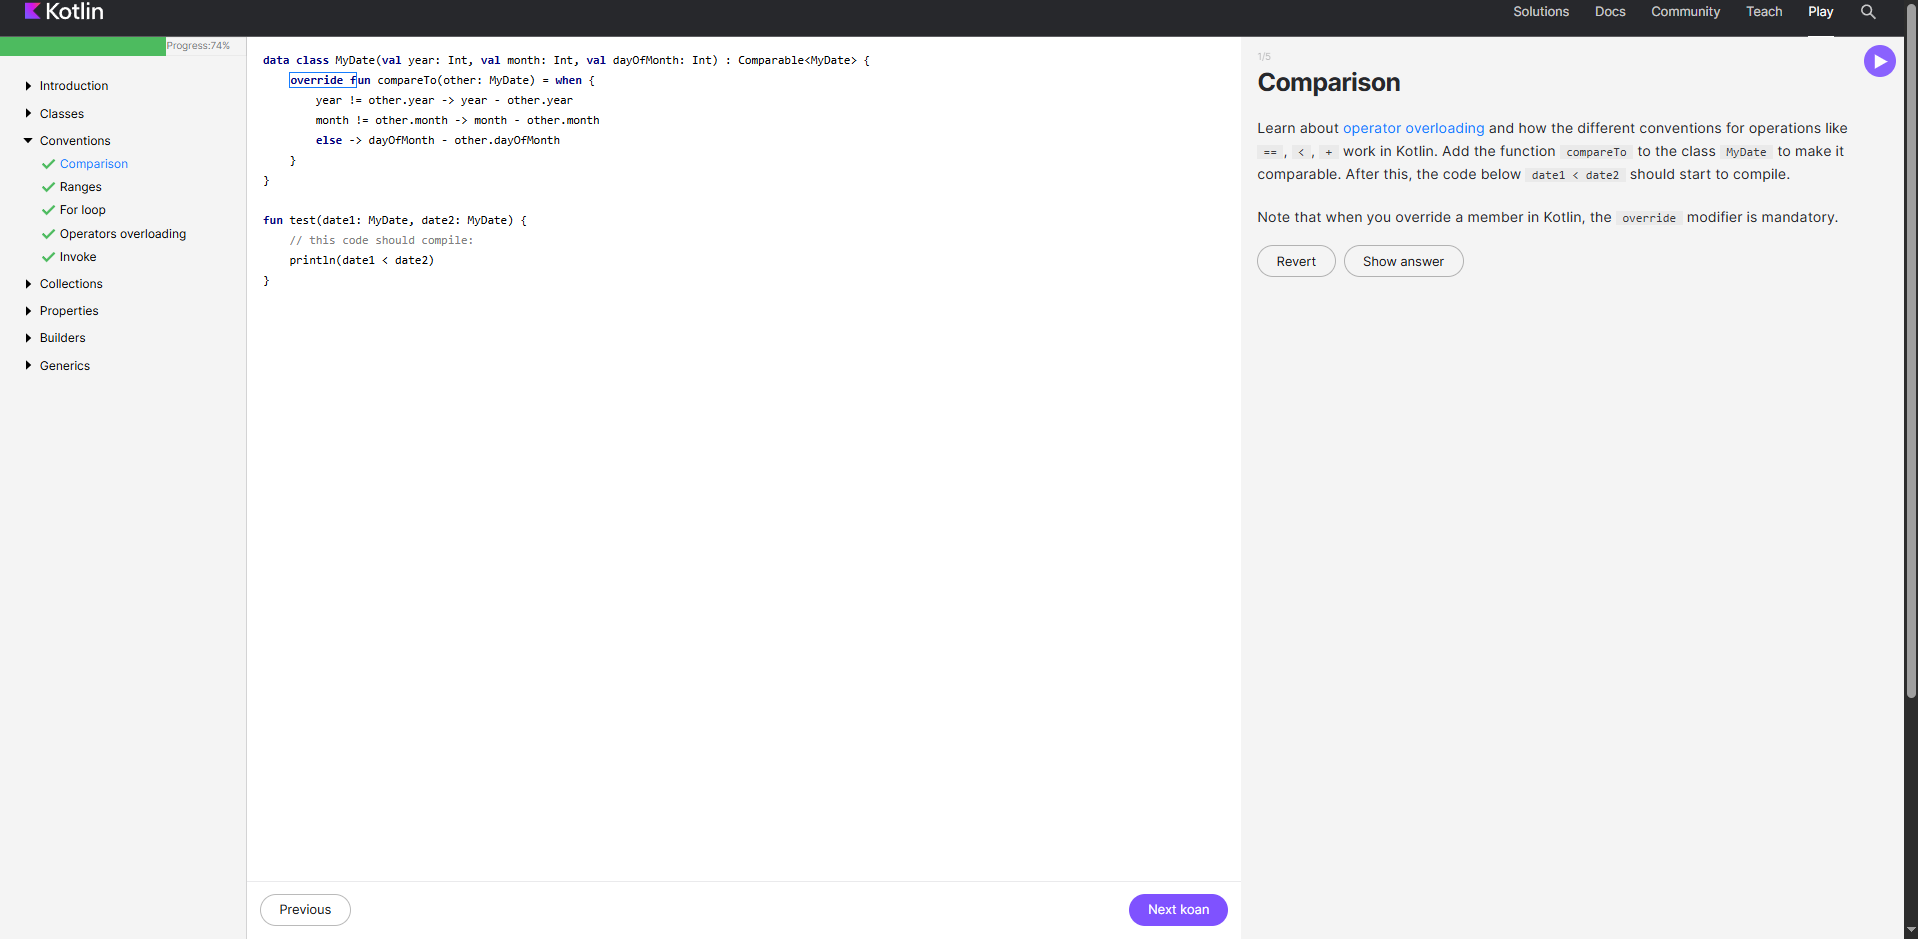 Kotlin
Solutions Docs Community Teach Play
Progress:74%
Introduction
Classes
Conventions
Comparison
Ranges
For loop
Operators overloading
Invoke
Collections
Properties
Builders
Generics
data class MyDate(val year: Int, val month: Int, val dayOfMonth: Int) : Comparable<MyDate> {
    override fun compareTo(other: MyDate) = when {
        year != other.year -> year - other.year
        month != other.month -> month - other.month
        else -> dayOfMonth - other.dayOfMonth
    }
}
fun test(date1: MyDate, date2: MyDate) {
    // this code should compile:
    println(date1 < date2)
}
Previous
Next koan
1/5
Comparison
Learn about operator overloading and how the different conventions for operations like
==, <, + work in Kotlin. Add the function compareTo to the class MyDate to make it
comparable. After this, the code below date1 < date2 should start to compile.
Note that when you override a member in Kotlin, the override modifier is mandatory.
Revert
Show answer